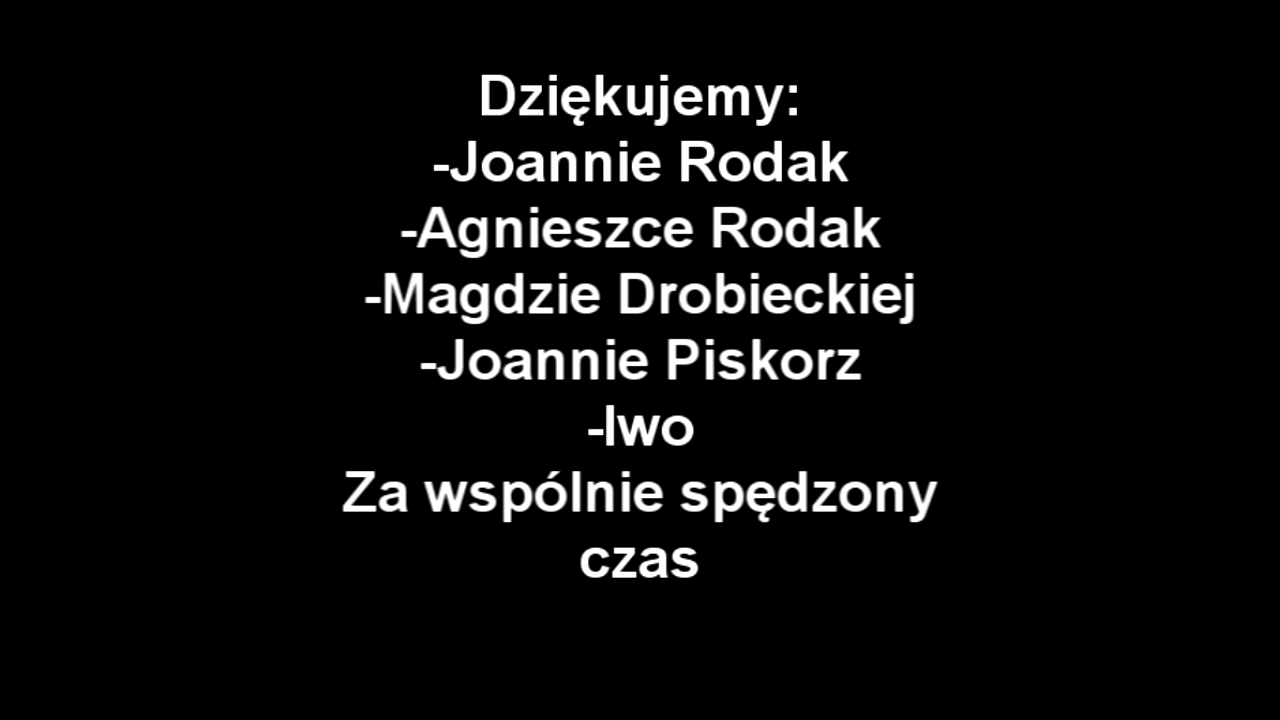 Dziękujemy:
-Joannie Rodak
-Agnieszce Rodak
-Magdzie Drobieckiej
-Joannie Piskorz
-Iwo
Za wspólnie spędzony
czas